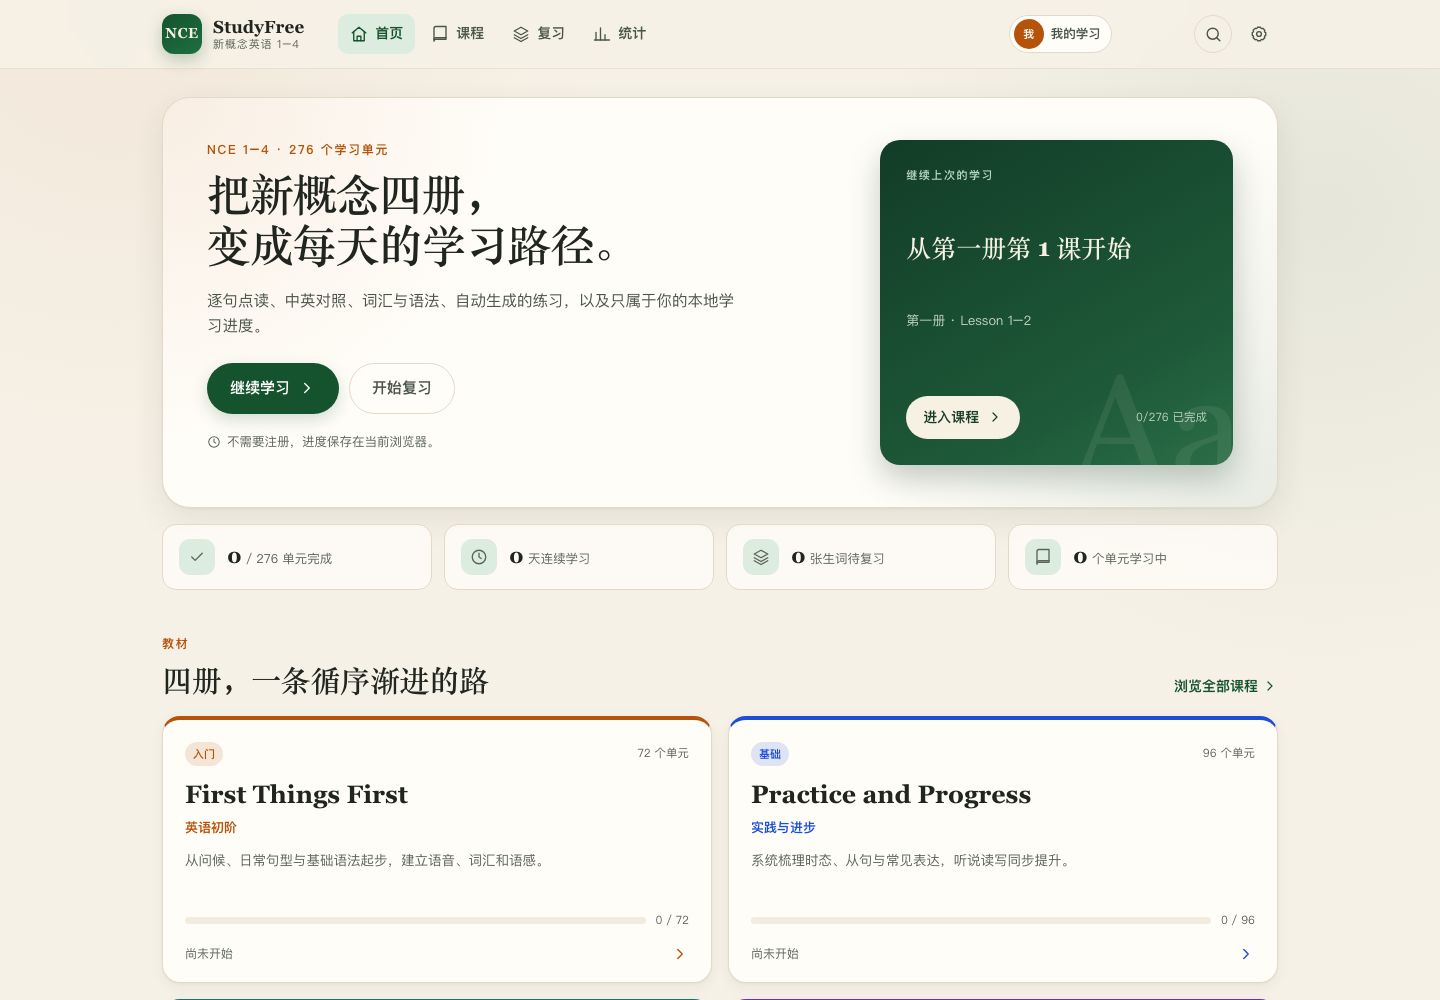 NCE
StudyFree
新概念英语 1—4
首页
课程
复习
统计
我
我的学习
NCE 1—4 · 276 个学习单元
把新概念四册，
变成每天的学习路径。
逐句点读、中英对照、词汇与语法、自动生成的练习，以及只属于你的本地学
习进度。
继续学习
开始复习
不需要注册，进度保存在当前浏览器。
继续上次的学习
从第一册第 1 课开始
第一册 · Lesson 1—2
进入课程
0/276 已完成
Aa
0 / 276 单元完成
0 天连续学习
0 张生词待复习
0 个单元学习中
教材
四册，一条循序渐进的路
浏览全部课程
入门
72 个单元
First Things First
英语初阶
从问候、日常句型与基础语法起步，建立语音、词汇和语感。
0 / 72
尚未开始
基础
96 个单元
Practice and Progress
实践与进步
系统梳理时态、从句与常见表达，听说读写同步提升。
0 / 96
尚未开始